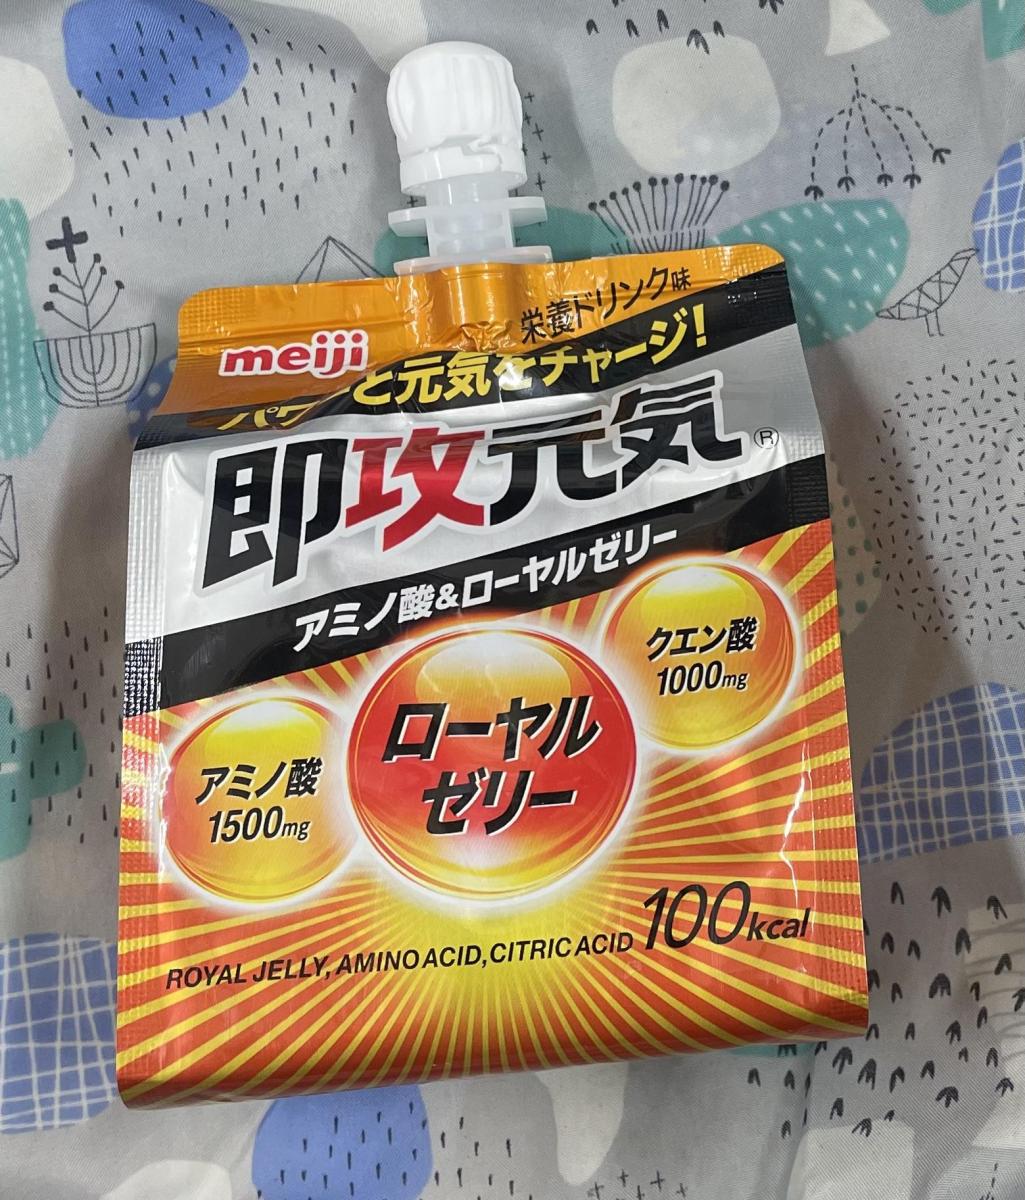 栄養ドリンク味
meiji
と元気をチャージ!
即攻元気®
アミノ酸&ローヤルゼリー
クエン酸
1000mg
ローヤル
ゼリー
アミノ酸
1500mg
ROYAL JELLY, AMINO ACID, CITRIC ACID
100kcal